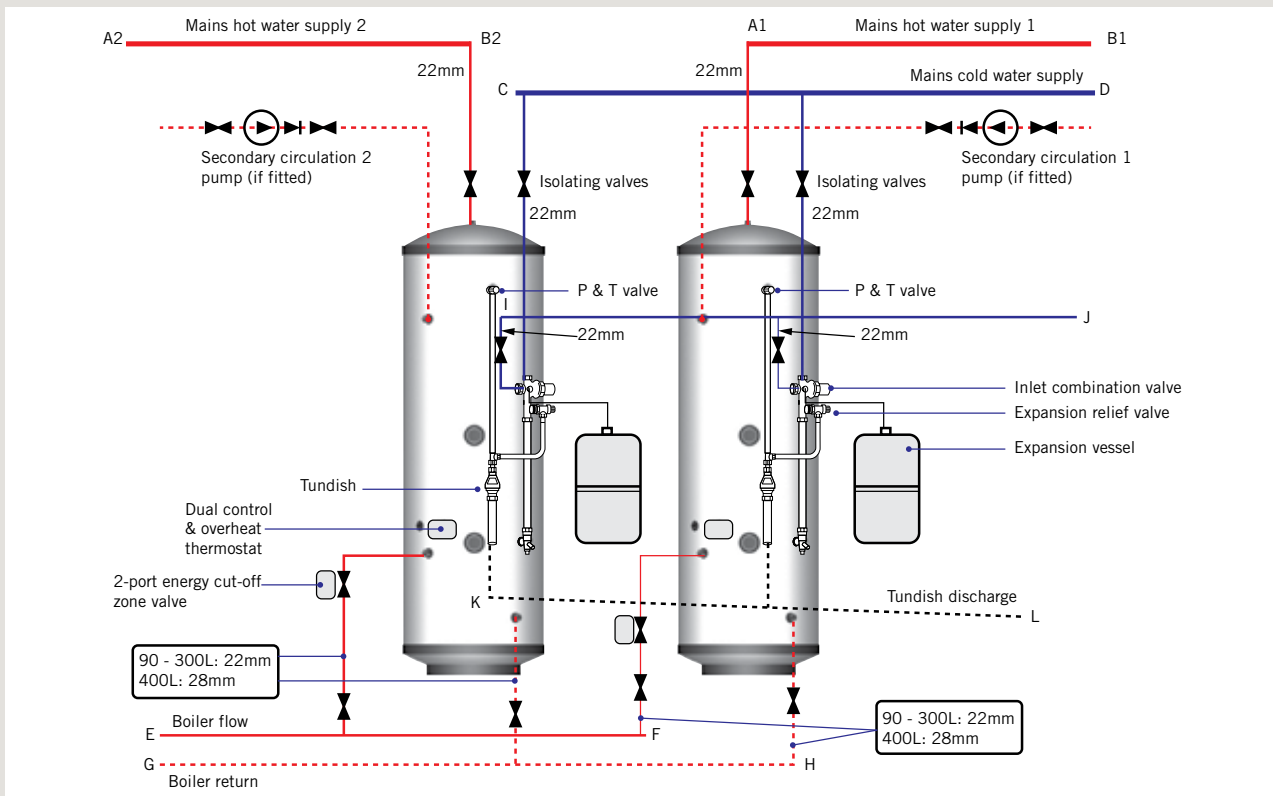 Mains hot water supply 2
A2
B2
22mm
A1
Mains hot water supply 1
B1
22mm
Mains cold water supply
C
D
Secondary circulation 2
pump (if fitted)
Secondary circulation 1
pump (if fitted)
Isolating valves
22mm
Isolating valves
22mm
P & T valve
P & T valve
I
J
22mm
22mm
Inlet combination valve
Expansion relief valve
Expansion vessel
Tundish
Dual control
& overheat
thermostat
2-port energy cut-off
zone valve
K
Tundish discharge
L
90 - 300L: 22mm
400L: 28mm
90 - 300L: 22mm
400L: 28mm
Boiler flow
E
F
G
H
Boiler return